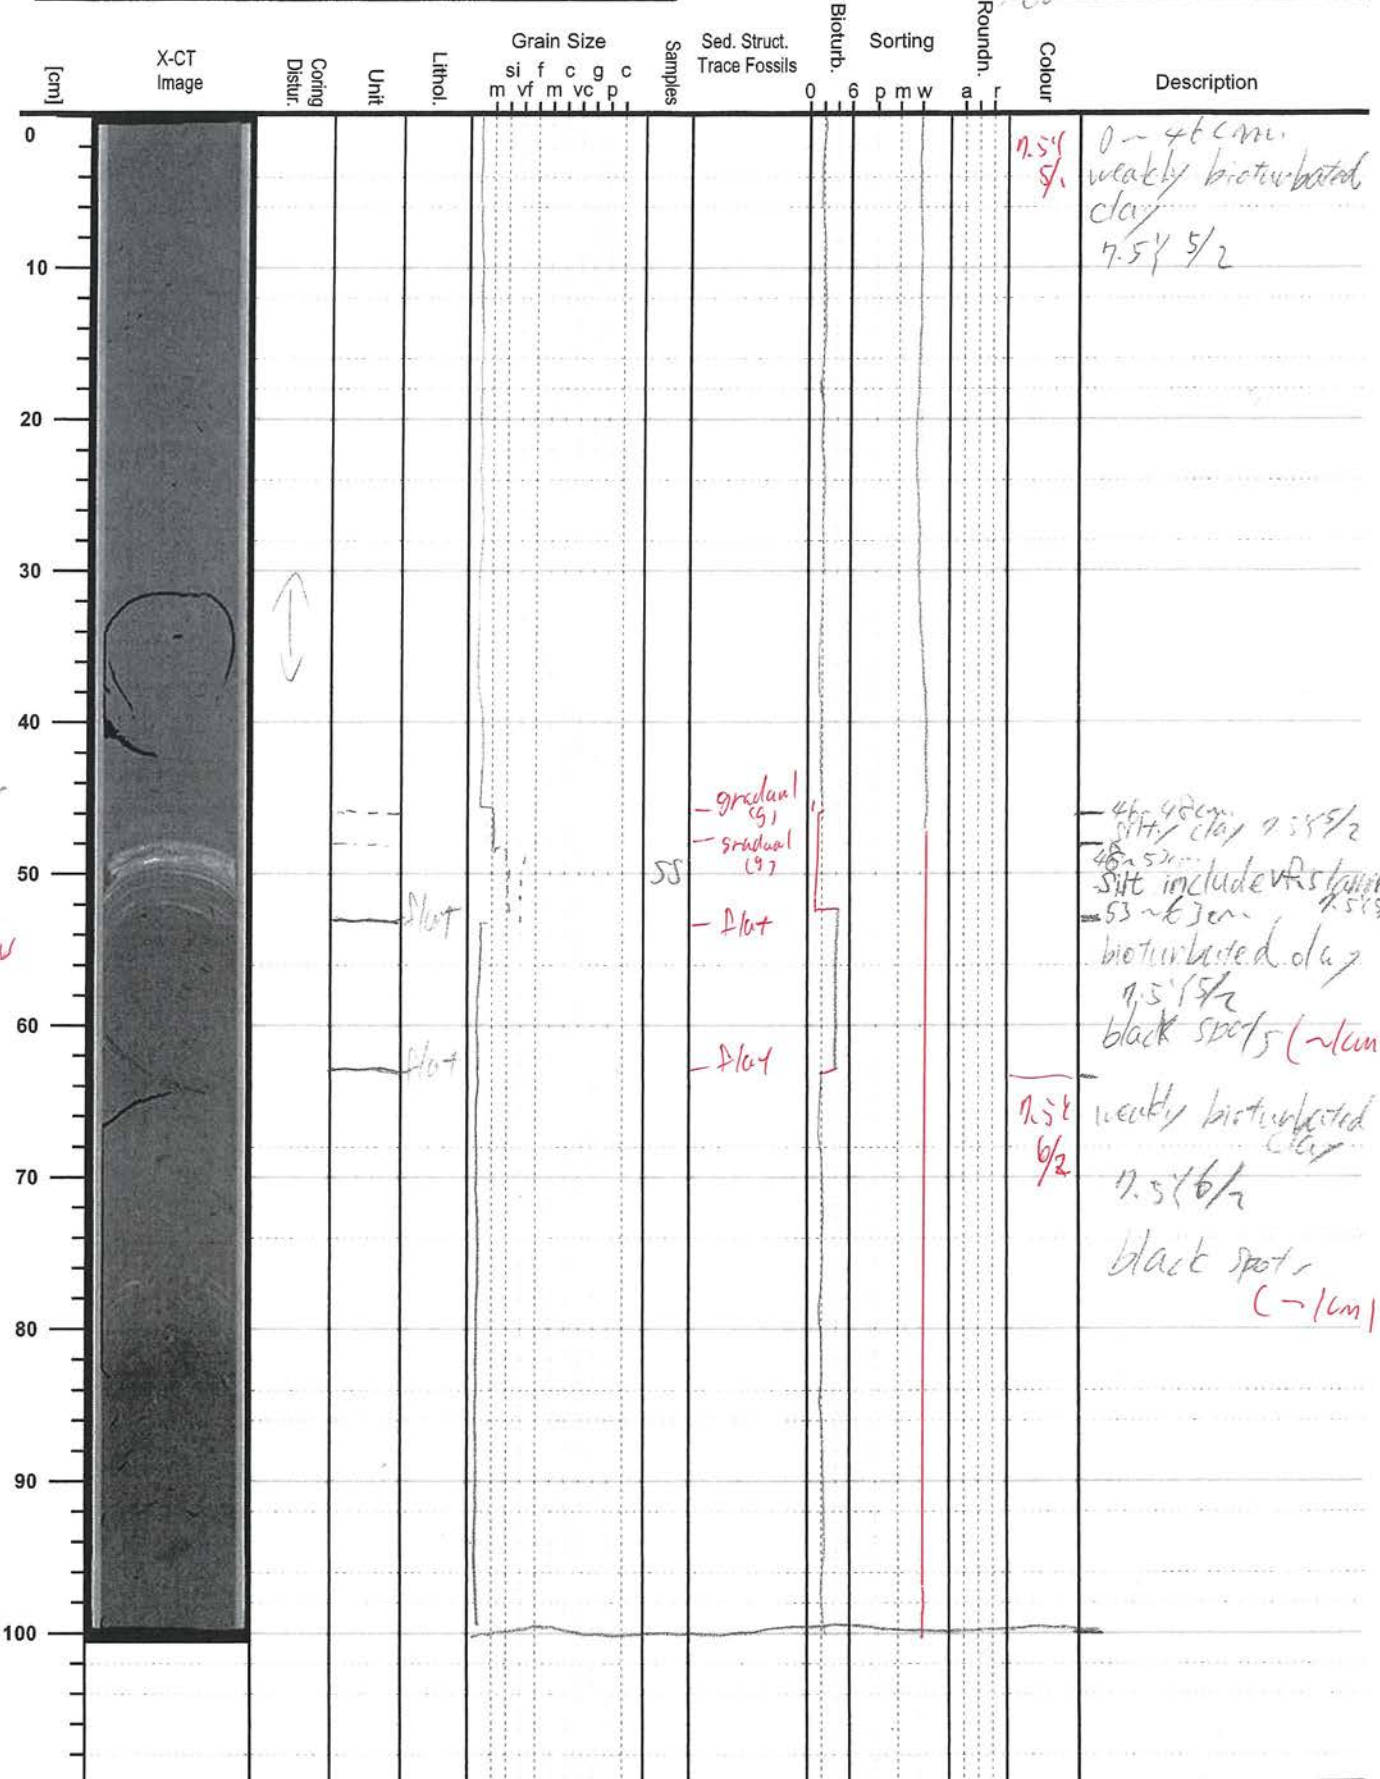 [cm]
X-CT
Image
Coring
Distur.
Unit
Lithol.
Grain Size
si f c g c
m vf m vc p
Samples
Sed. Struct.
Trace Fossils
Bioturb.
0 6
Sorting
p m w
Roundn.
a r
Colour
Description
0
10
20
30
40
50
60
70
80
90
100
7.5Y
5/1
0 ~ 46 cm.
weakly bioturbated
clay
7.5Y 5/2
gradual
(g)
gradual
(g)
SS
flat
flat
flat
flat
46~48cm
silty clay 7.5Y5/2
48~53cm
silt include vfs
53~63cm
bioturbated clay
7.5Y5/2
black spots (~1cm
7.5Y
6/2
weakly bioturbated
clay
7.5Y6/2
black spots
(~1cm)